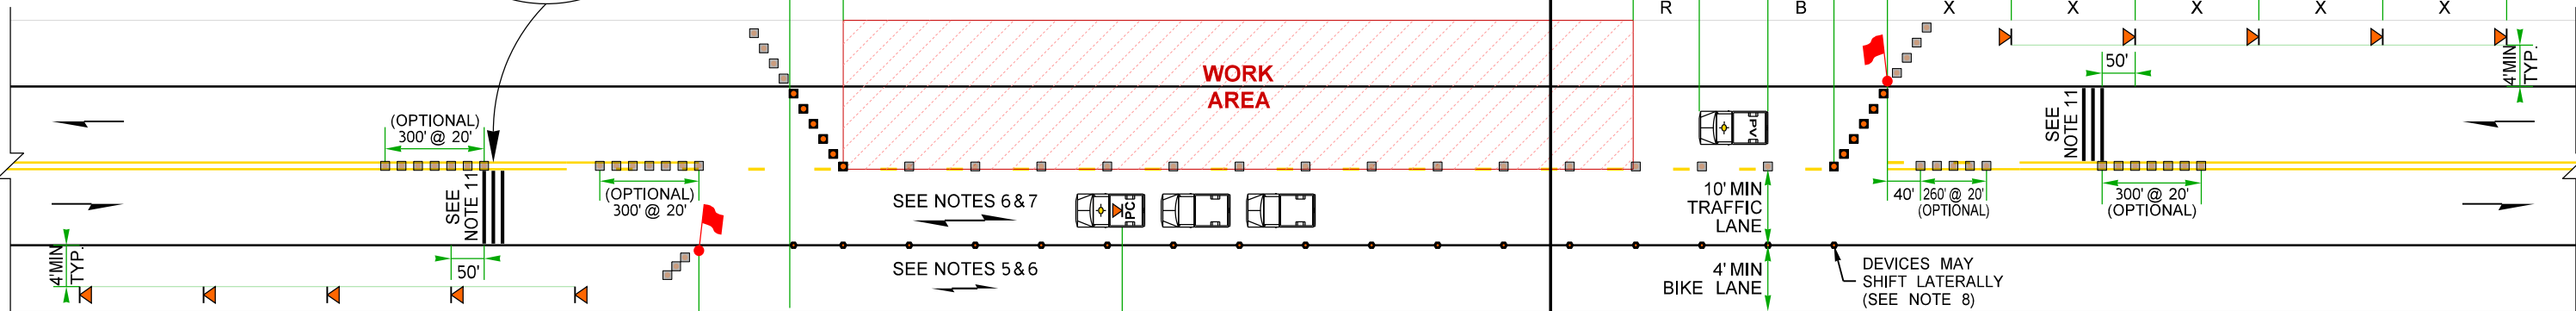 R
B
X
X
X
X
X
WORK
AREA
50'
4'MIN
TYP.
(OPTIONAL)
300' @ 20'
SEE
NOTE 11
PV
SEE
NOTE 11
(OPTIONAL)
300' @ 20'
SEE NOTES 6&7
PC
10' MIN
TRAFFIC
LANE
40'
260' @ 20'
(OPTIONAL)
300' @ 20'
(OPTIONAL)
4'MIN
TYP.
50'
SEE NOTES 5&6
4' MIN
BIKE LANE
DEVICES MAY
SHIFT LATERALLY
(SEE NOTE 8)